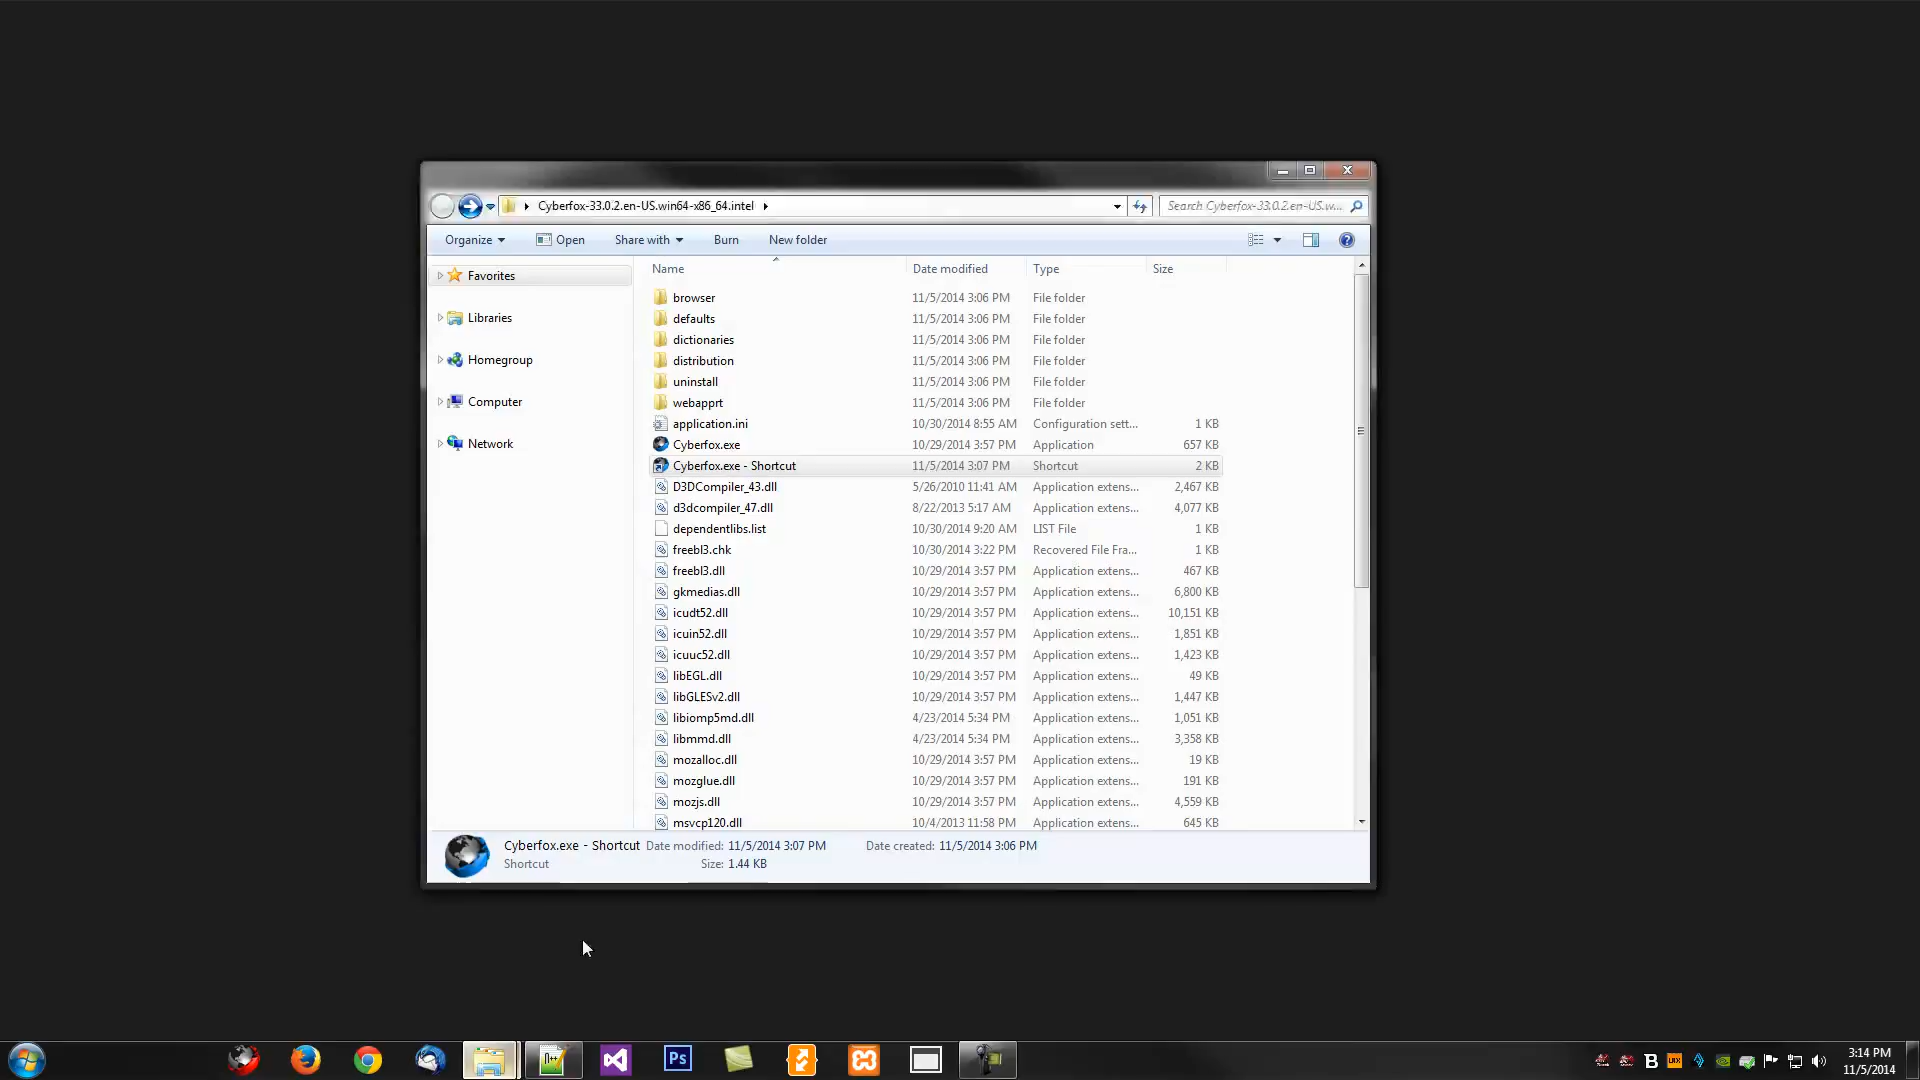 Cyberfox-33.0.2.en-US.win64-x86_64.intel
Search Cyberfox-33.0.2.en-US.w...
Organize Open Share with Burn New folder
Name Date modified Type Size
Favorites
Libraries
Homegroup
Computer
Network
browser 11/5/2014 3:06 PM File folder
defaults 11/5/2014 3:06 PM File folder
dictionaries 11/5/2014 3:06 PM File folder
distribution 11/5/2014 3:06 PM File folder
uninstall 11/5/2014 3:06 PM File folder
webapprt 11/5/2014 3:06 PM File folder
application.ini 10/30/2014 8:55 AM Configuration sett... 1 KB
Cyberfox.exe 10/29/2014 3:57 PM Application 657 KB
Cyberfox.exe - Shortcut 11/5/2014 3:07 PM Shortcut 2 KB
D3DCompiler_43.dll 5/26/2010 11:41 AM Application extens... 2,467 KB
d3dcompiler_47.dll 8/22/2013 5:17 AM Application extens... 4,077 KB
dependentlibs.list 10/30/2014 9:20 AM LIST File 1 KB
freebl3.chk 10/30/2014 3:22 PM Recovered File Fra... 1 KB
freebl3.dll 10/29/2014 3:57 PM Application extens... 467 KB
gkmedias.dll 10/29/2014 3:57 PM Application extens... 6,800 KB
icudt52.dll 10/29/2014 3:57 PM Application extens... 10,151 KB
icuin52.dll 10/29/2014 3:57 PM Application extens... 1,851 KB
icuuc52.dll 10/29/2014 3:57 PM Application extens... 1,423 KB
libEGL.dll 10/29/2014 3:57 PM Application extens... 49 KB
libGLESv2.dll 10/29/2014 3:57 PM Application extens... 1,447 KB
libiomp5md.dll 4/23/2014 5:34 PM Application extens... 1,051 KB
libmmd.dll 4/23/2014 5:34 PM Application extens... 3,358 KB
mozalloc.dll 10/29/2014 3:57 PM Application extens... 19 KB
mozglue.dll 10/29/2014 3:57 PM Application extens... 191 KB
mozjs.dll 10/29/2014 3:57 PM Application extens... 4,559 KB
msvcp120.dll 10/4/2013 11:58 PM Application extens... 645 KB
Cyberfox.exe - Shortcut Date modified: 11/5/2014 3:07 PM Date created: 11/5/2014 3:06 PM
Shortcut Size: 1.44 KB
Ps
B
3:14 PM
11/5/2014